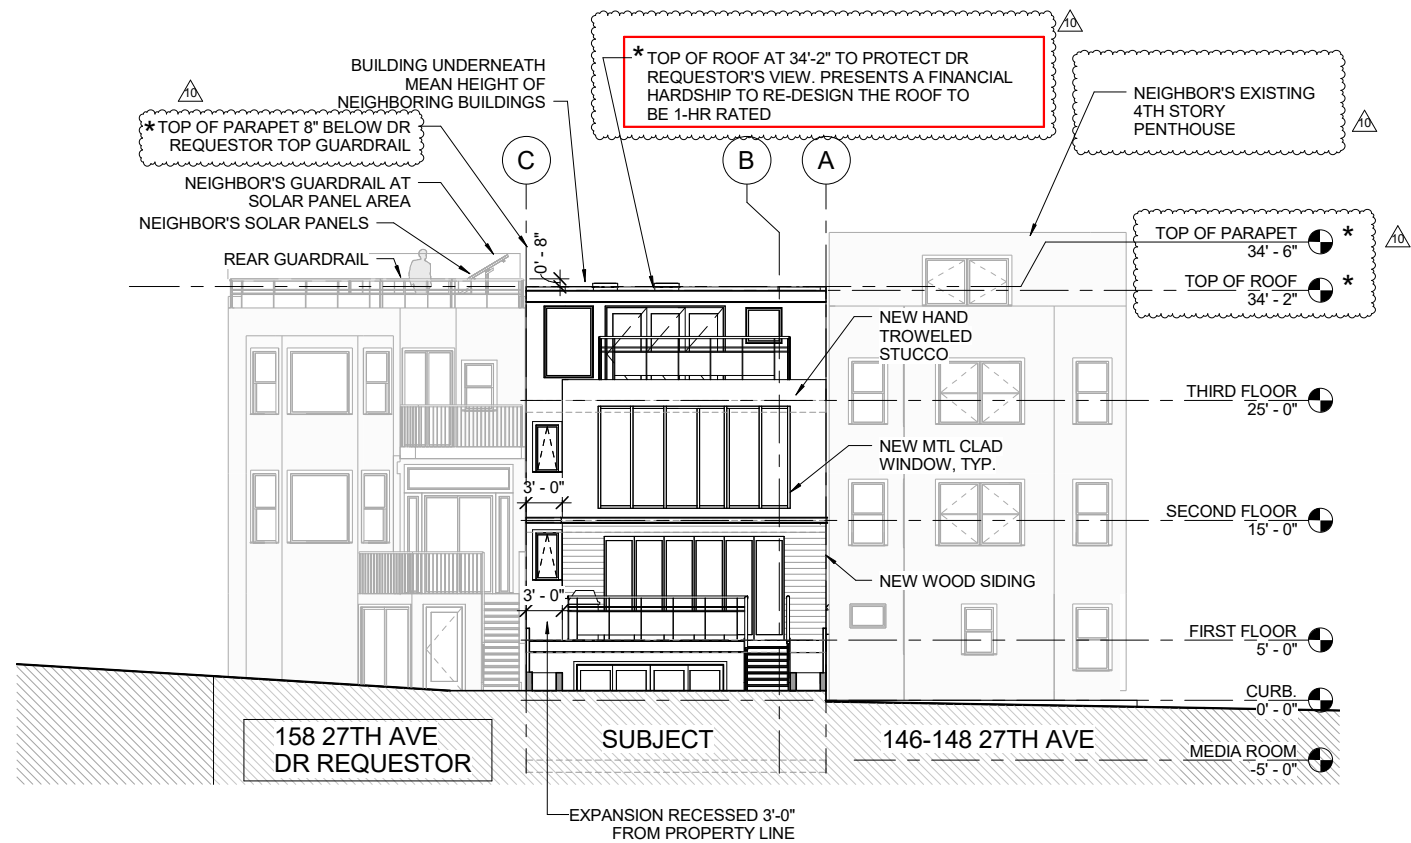 10
* TOP OF ROOF AT 34'-2" TO PROTECT DR
REQUESTOR'S VIEW. PRESENTS A FINANCIAL
HARDSHIP TO RE-DESIGN THE ROOF TO
BE 1-HR RATED
BUILDING UNDERNEATH
MEAN HEIGHT OF
NEIGHBORING BUILDINGS
10
* TOP OF PARAPET 8" BELOW DR
REQUESTOR TOP GUARDRAIL
NEIGHBOR'S EXISTING
4TH STORY
PENTHOUSE
10
C
B
A
NEIGHBOR'S GUARDRAIL AT
SOLAR PANEL AREA
NEIGHBOR'S SOLAR PANELS
REAR GUARDRAIL
0' - 8"
TOP OF PARAPET *
34' - 6"
10
TOP OF ROOF *
34' - 2"
NEW HAND
TROWELED
STUCCO
THIRD FLOOR
25' - 0"
NEW MTL CLAD
WINDOW, TYP.
3' - 0"
SECOND FLOOR
15' - 0"
NEW WOOD SIDING
3' - 0"
FIRST FLOOR
5' - 0"
CURB.
0' - 0"
158 27TH AVE
DR REQUESTOR
SUBJECT
146-148 27TH AVE
MEDIA ROOM
-5' - 0"
EXPANSION RECESSED 3'-0"
FROM PROPERTY LINE